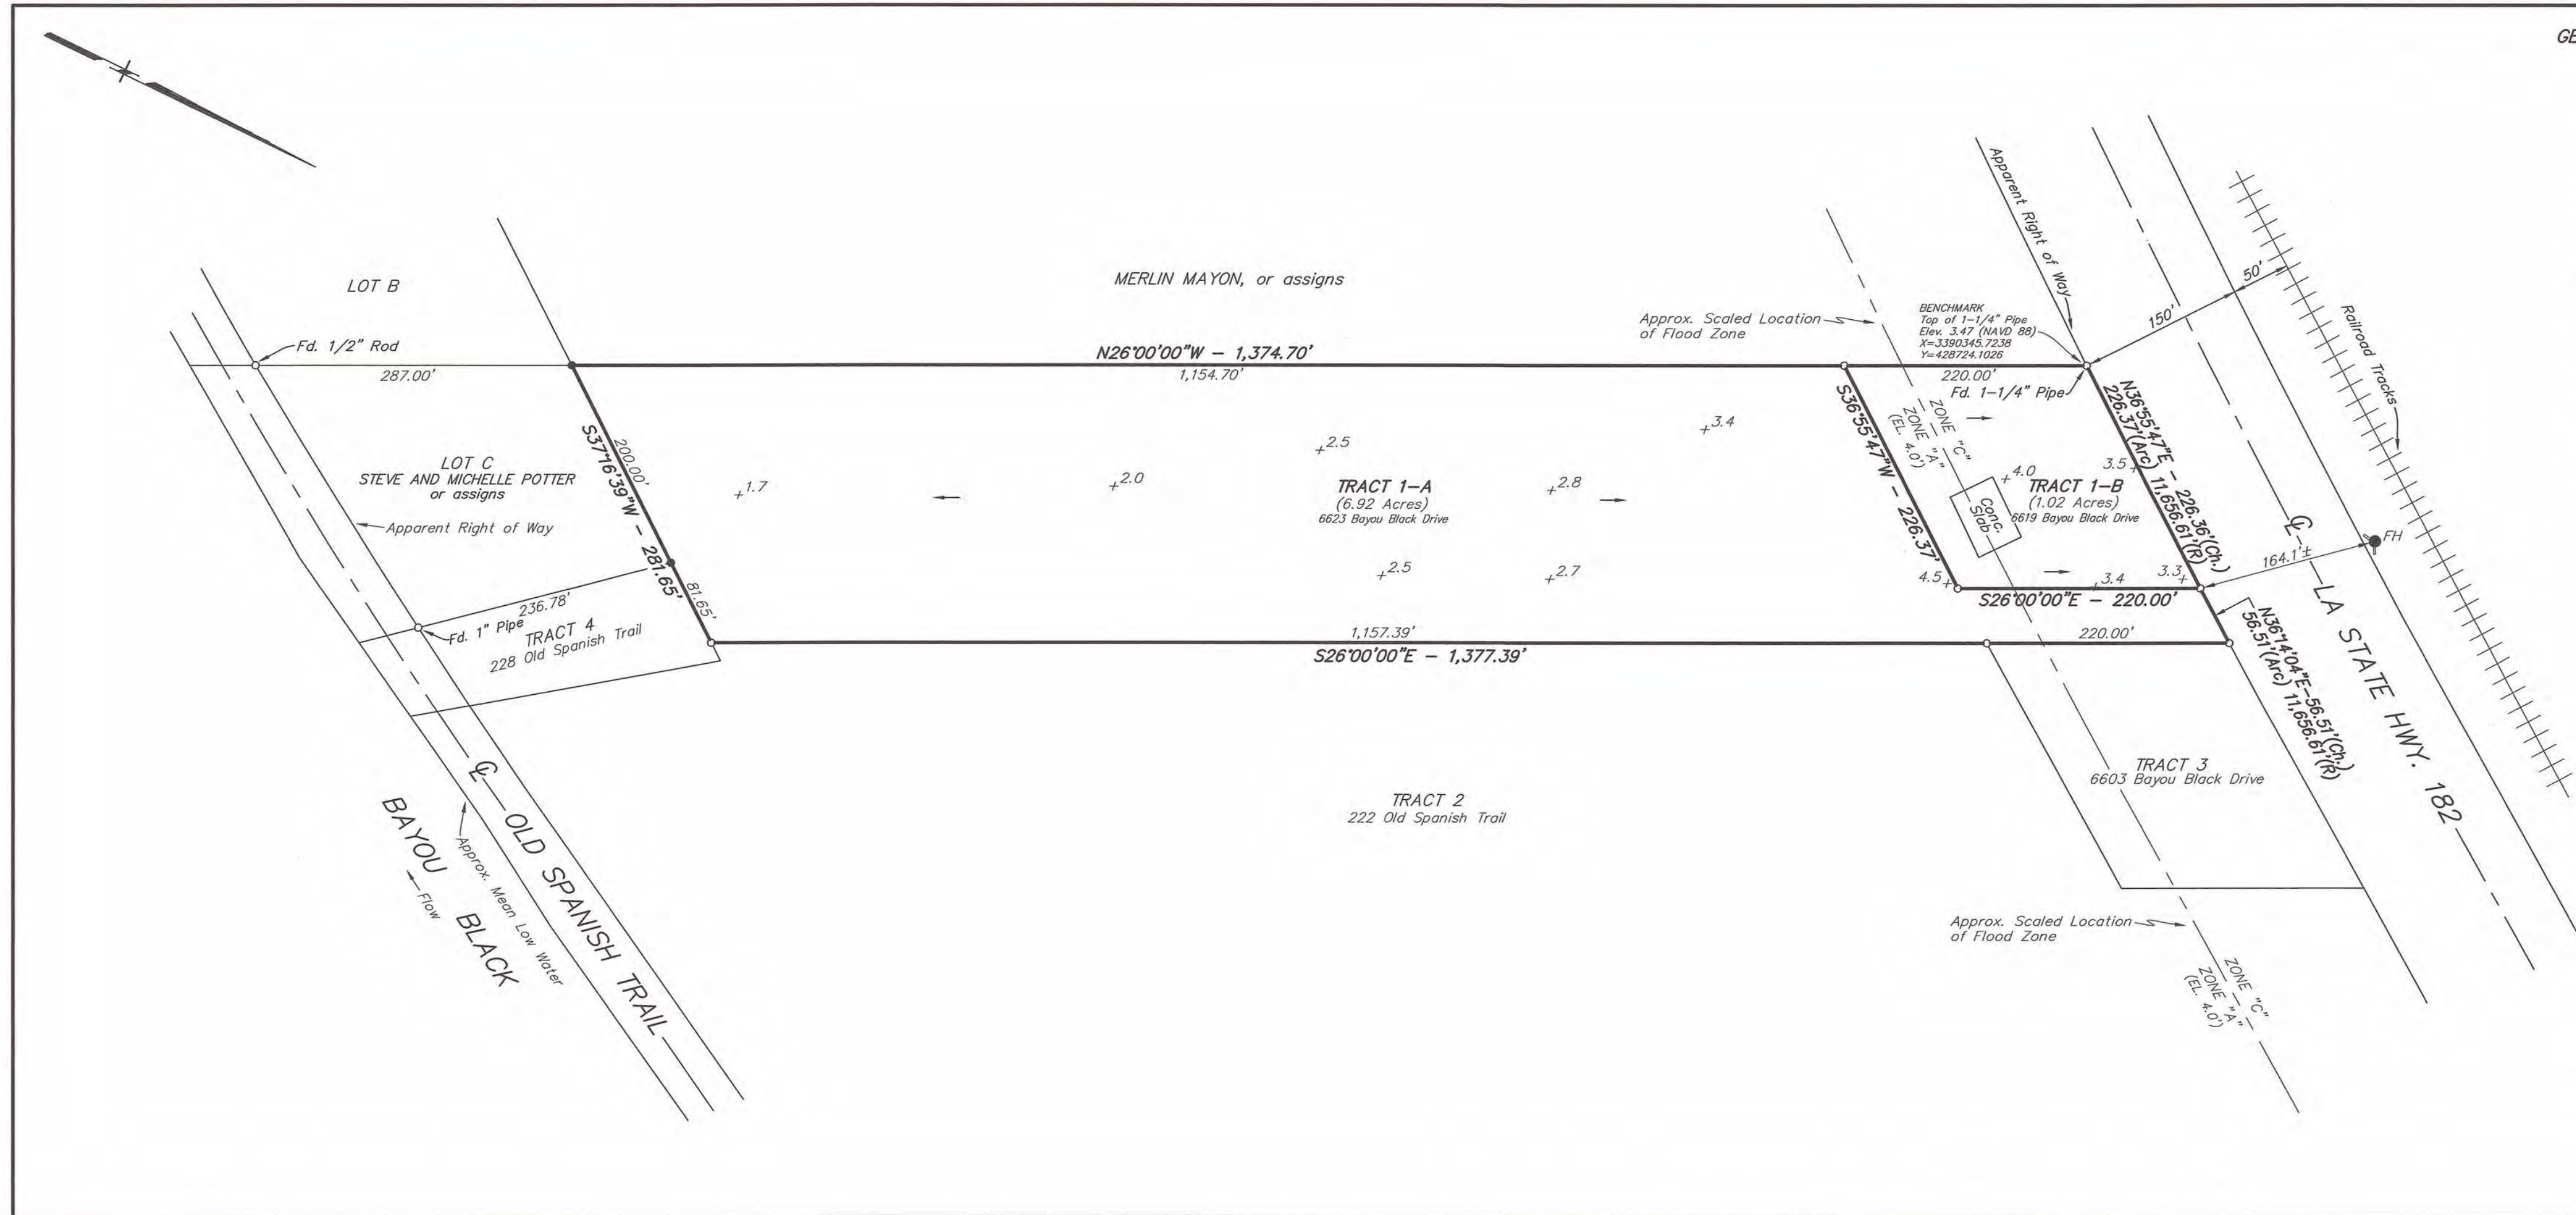 GE
LOT B
MERLIN MAYON, or assigns
Fd. 1/2" Rod
287.00'
N26°00'00"W - 1,374.70'
1,154.70'
Approx. Scaled Location
of Flood Zone
BENCHMARK
Top of 1-1/4" Pipe
Elev. 3.47 (NAVD 88)
X=3390345.7238
Y=428724.1026
220.00'
Fd. 1-1/4" Pipe
Apparent Right of Way
150'
50'
Railroad Tracks
LOT C
STEVE AND MICHELLE POTTER
or assigns
Apparent Right of Way
S37°16'39"W - 281.65'
200.00'
81.65'
+1.7
+2.0
+2.5
+3.4
+2.8
+2.5
+2.7
TRACT 1-A
(6.92 Acres)
6623 Bayou Black Drive
S36°55'47"W - 226.37'
ZONE "C"
ZONE "A"
(EL. 4.0')
Conc.
Slab
+4.0
3.5+
TRACT 1-B
(1.02 Acres)
6619 Bayou Black Drive
N36°55'47"E - 226.36'(Ch.)
226.37'(Arc) 11,656.61'(R)
4.5+
3.4
3.3+
S26°00'00"E - 220.00'
164.1'±
FH
236.78'
Fd. 1" Pipe
TRACT 4
228 Old Spanish Trail
1,157.39'
S26°00'00"E - 1,377.39'
220.00'
N36°14'04"E-56.51'(Ch.)
56.51'(Arc) 11,656.61'(R)
℄ LA STATE HWY. 182
TRACT 3
6603 Bayou Black Drive
TRACT 2
222 Old Spanish Trail
℄ OLD SPANISH TRAIL
Approx. Mean Low Water
BAYOU BLACK
Flow
Approx. Scaled Location
of Flood Zone
ZONE "C"
ZONE "A"
(EL. 4.0')